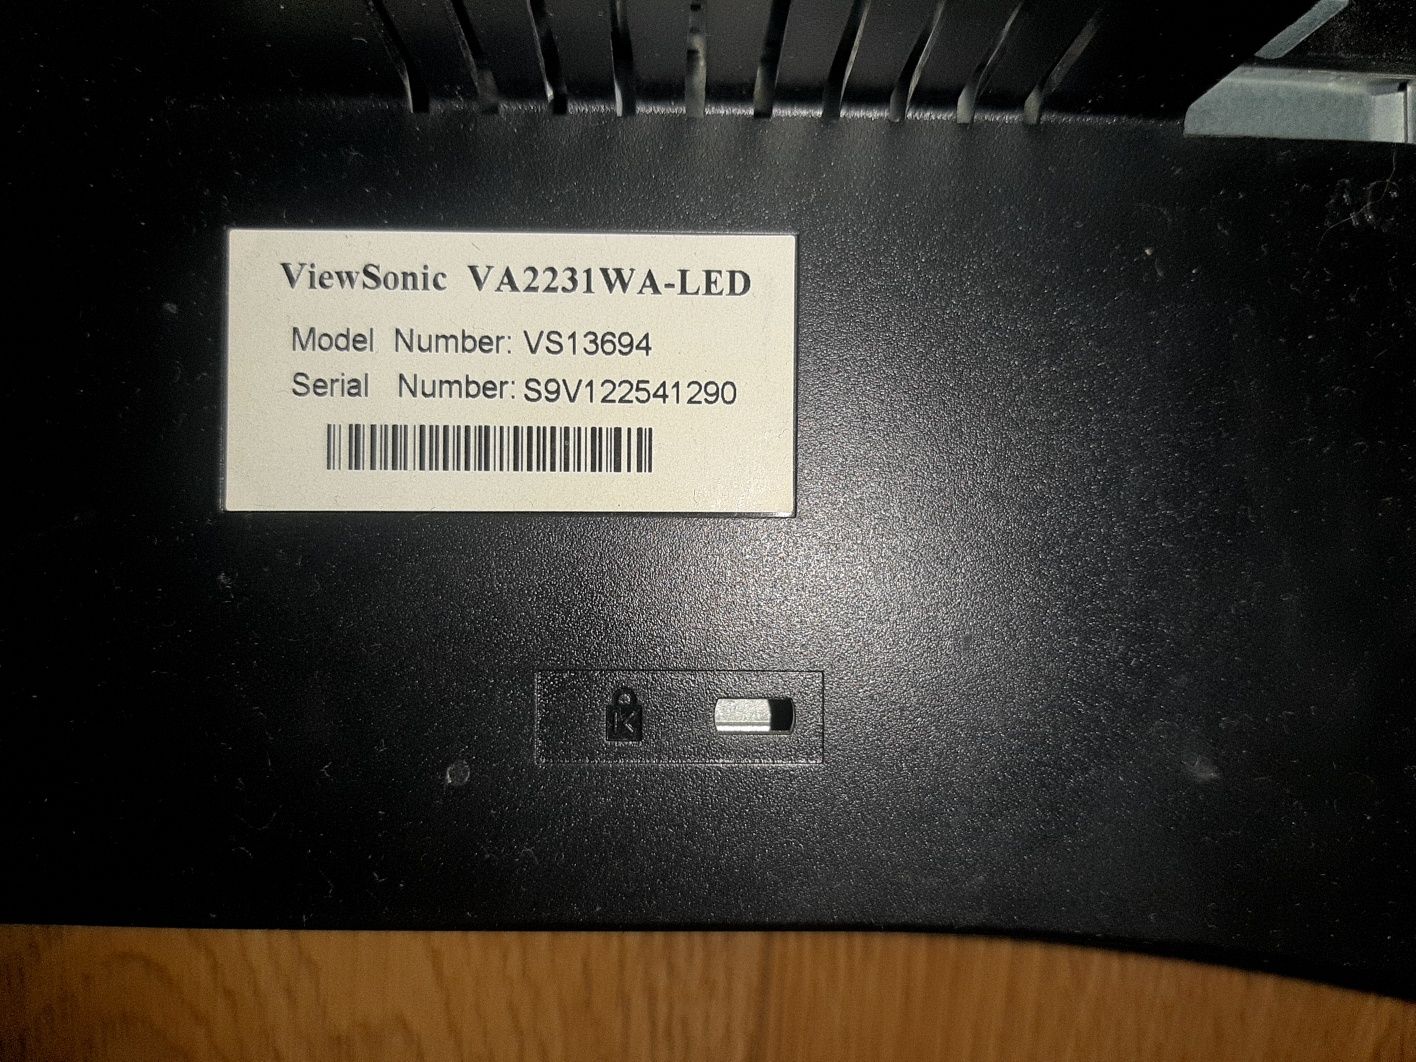 ViewSonic VA2231WA-LED
Model Number: VS13694
Serial Number: S9V122541290
K